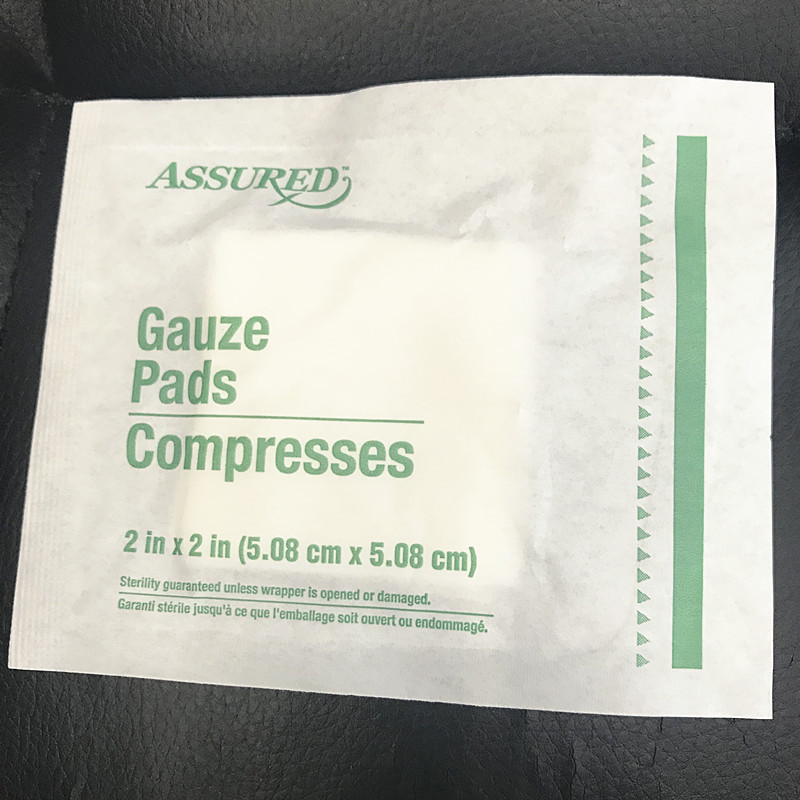 ASSURED™
Gauze
Pads
Compresses
2 in x 2 in (5.08 cm x 5.08 cm)
Sterility guaranteed unless wrapper is opened or damaged.
Garanti stérile jusqu'à ce que l'emballage soit ouvert ou endommagé.